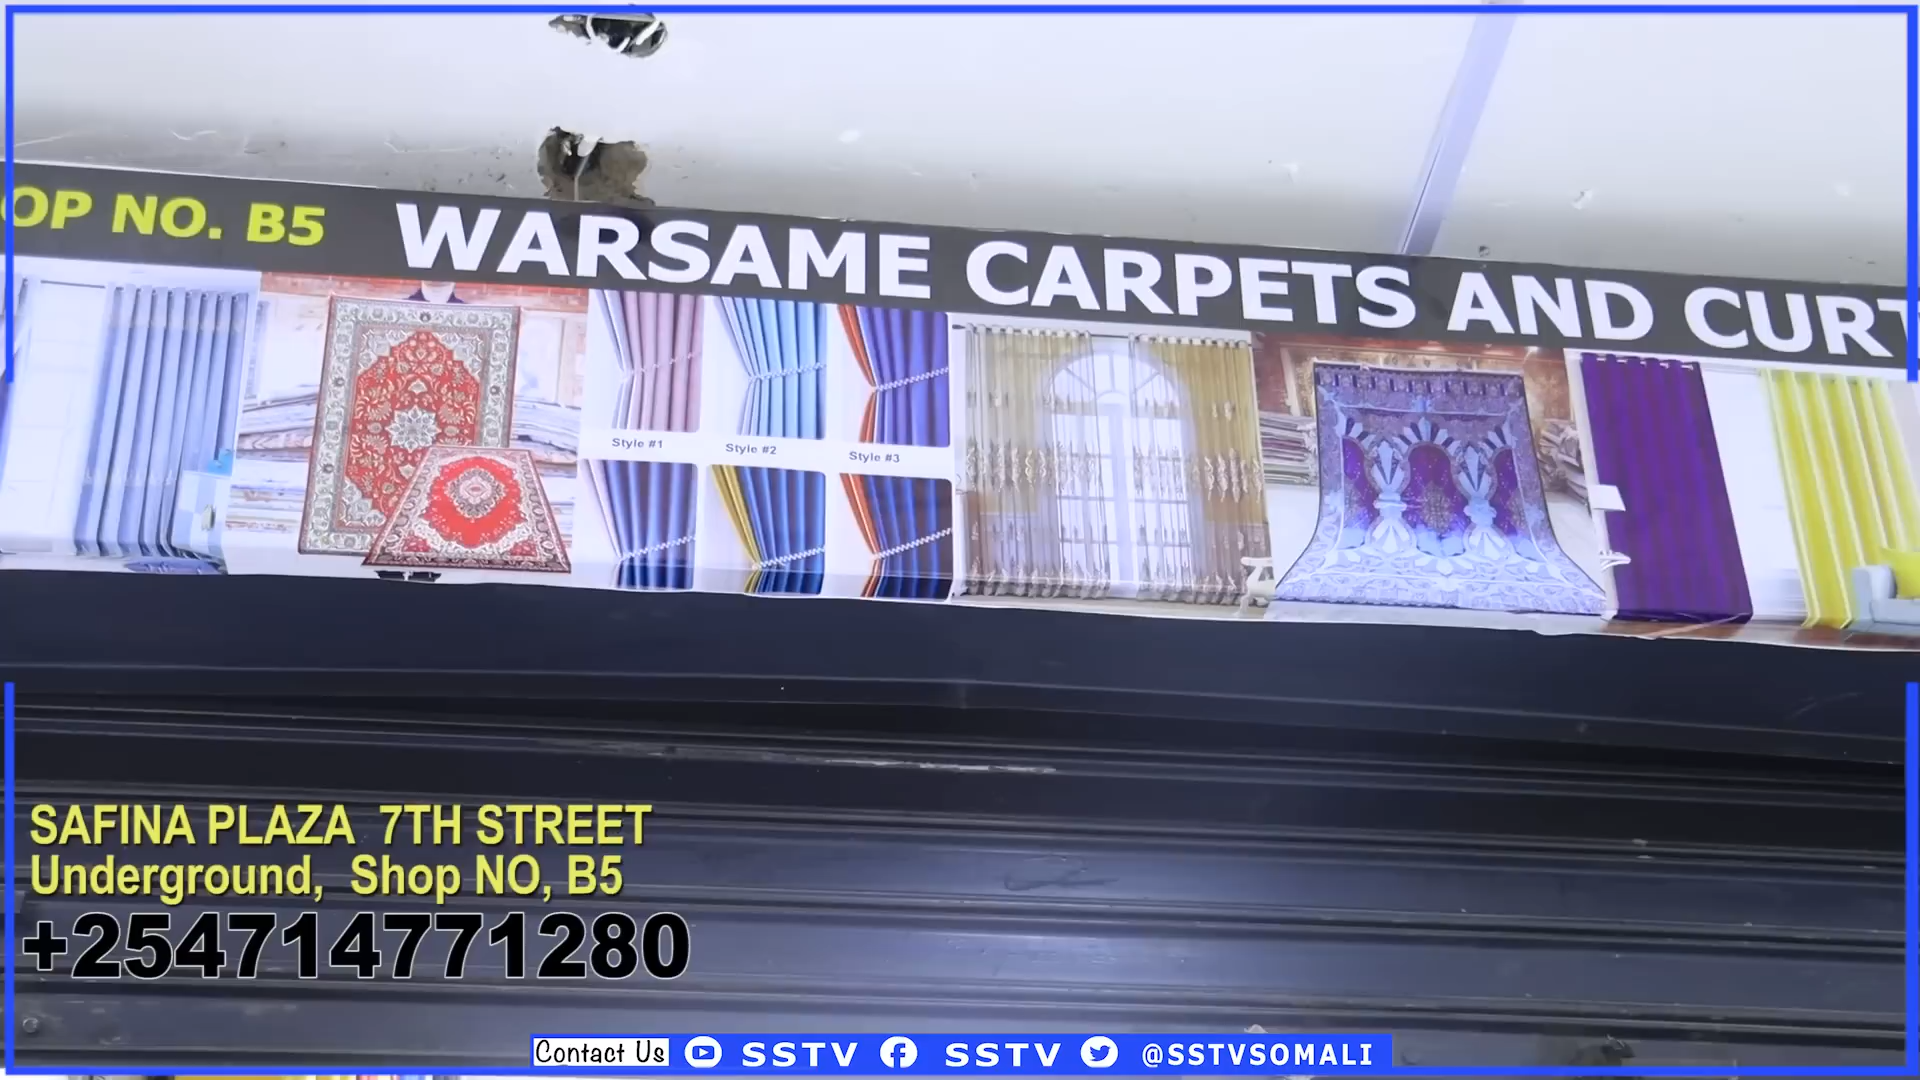 OP NO. B5 WARSAME CARPETS AND CURT
Style #1 Style #2 Style #3
SAFINA PLAZA 7TH STREET
Underground, Shop NO, B5
+254714771280
Contact Us SSTV SSTV @SSTVSOMALI